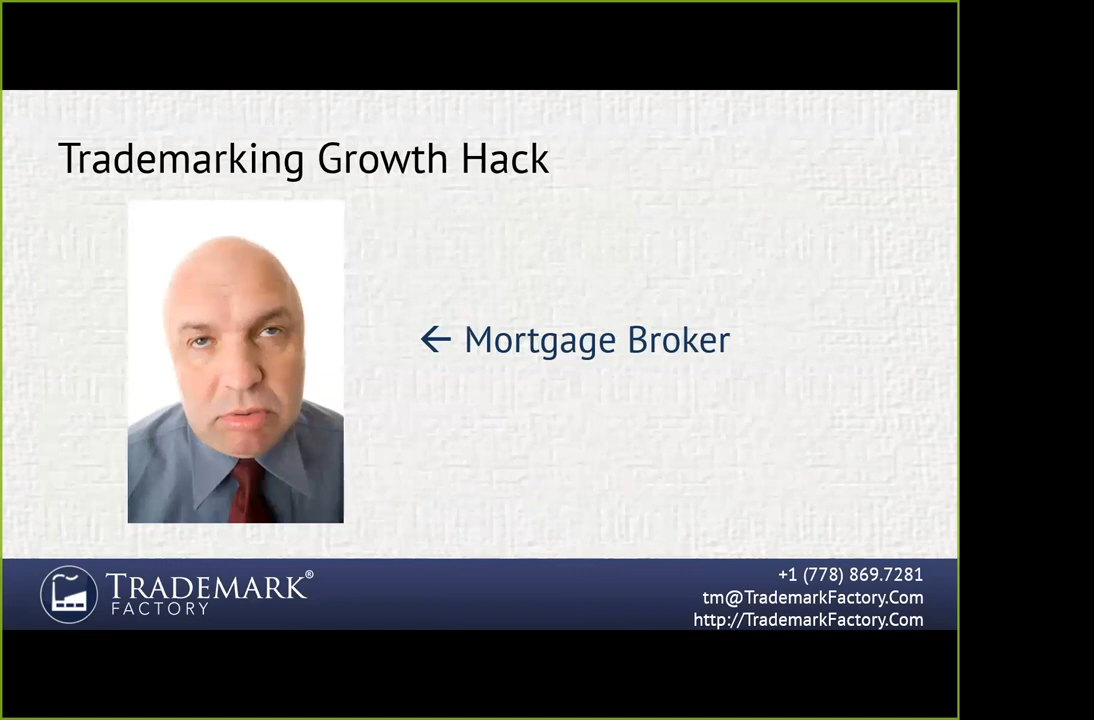 Trademarking Growth Hack
← Mortgage Broker
TRADEMARK®
FACTORY
+1 (778) 869.7281
tm@TrademarkFactory.Com
http://TrademarkFactory.Com